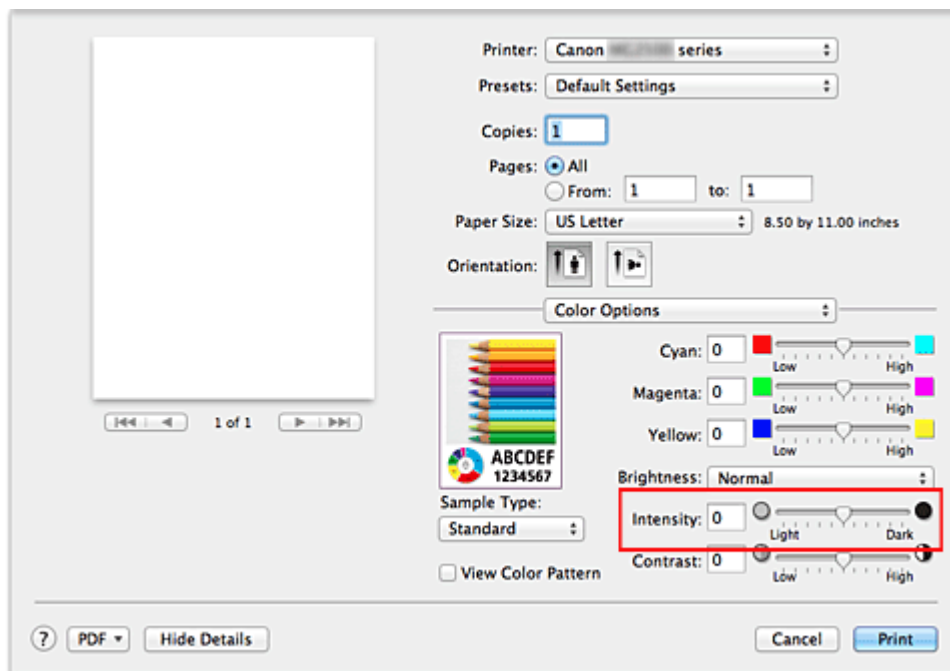 Printer: Canon series
Presets: Default Settings
Copies: 1
Pages: All
From: 1 to: 1
Paper Size: US Letter 8.50 by 11.00 inches
Orientation:
Color Options
Cyan: 0
Low High
Magenta: 0
Low High
Yellow: 0
Low High
ABCDEF
1234567
Brightness: Normal
Sample Type:
Standard
Intensity: 0
Light Dark
Contrast: 0
Low High
View Color Pattern
1 of 1
? PDF Hide Details Cancel Print